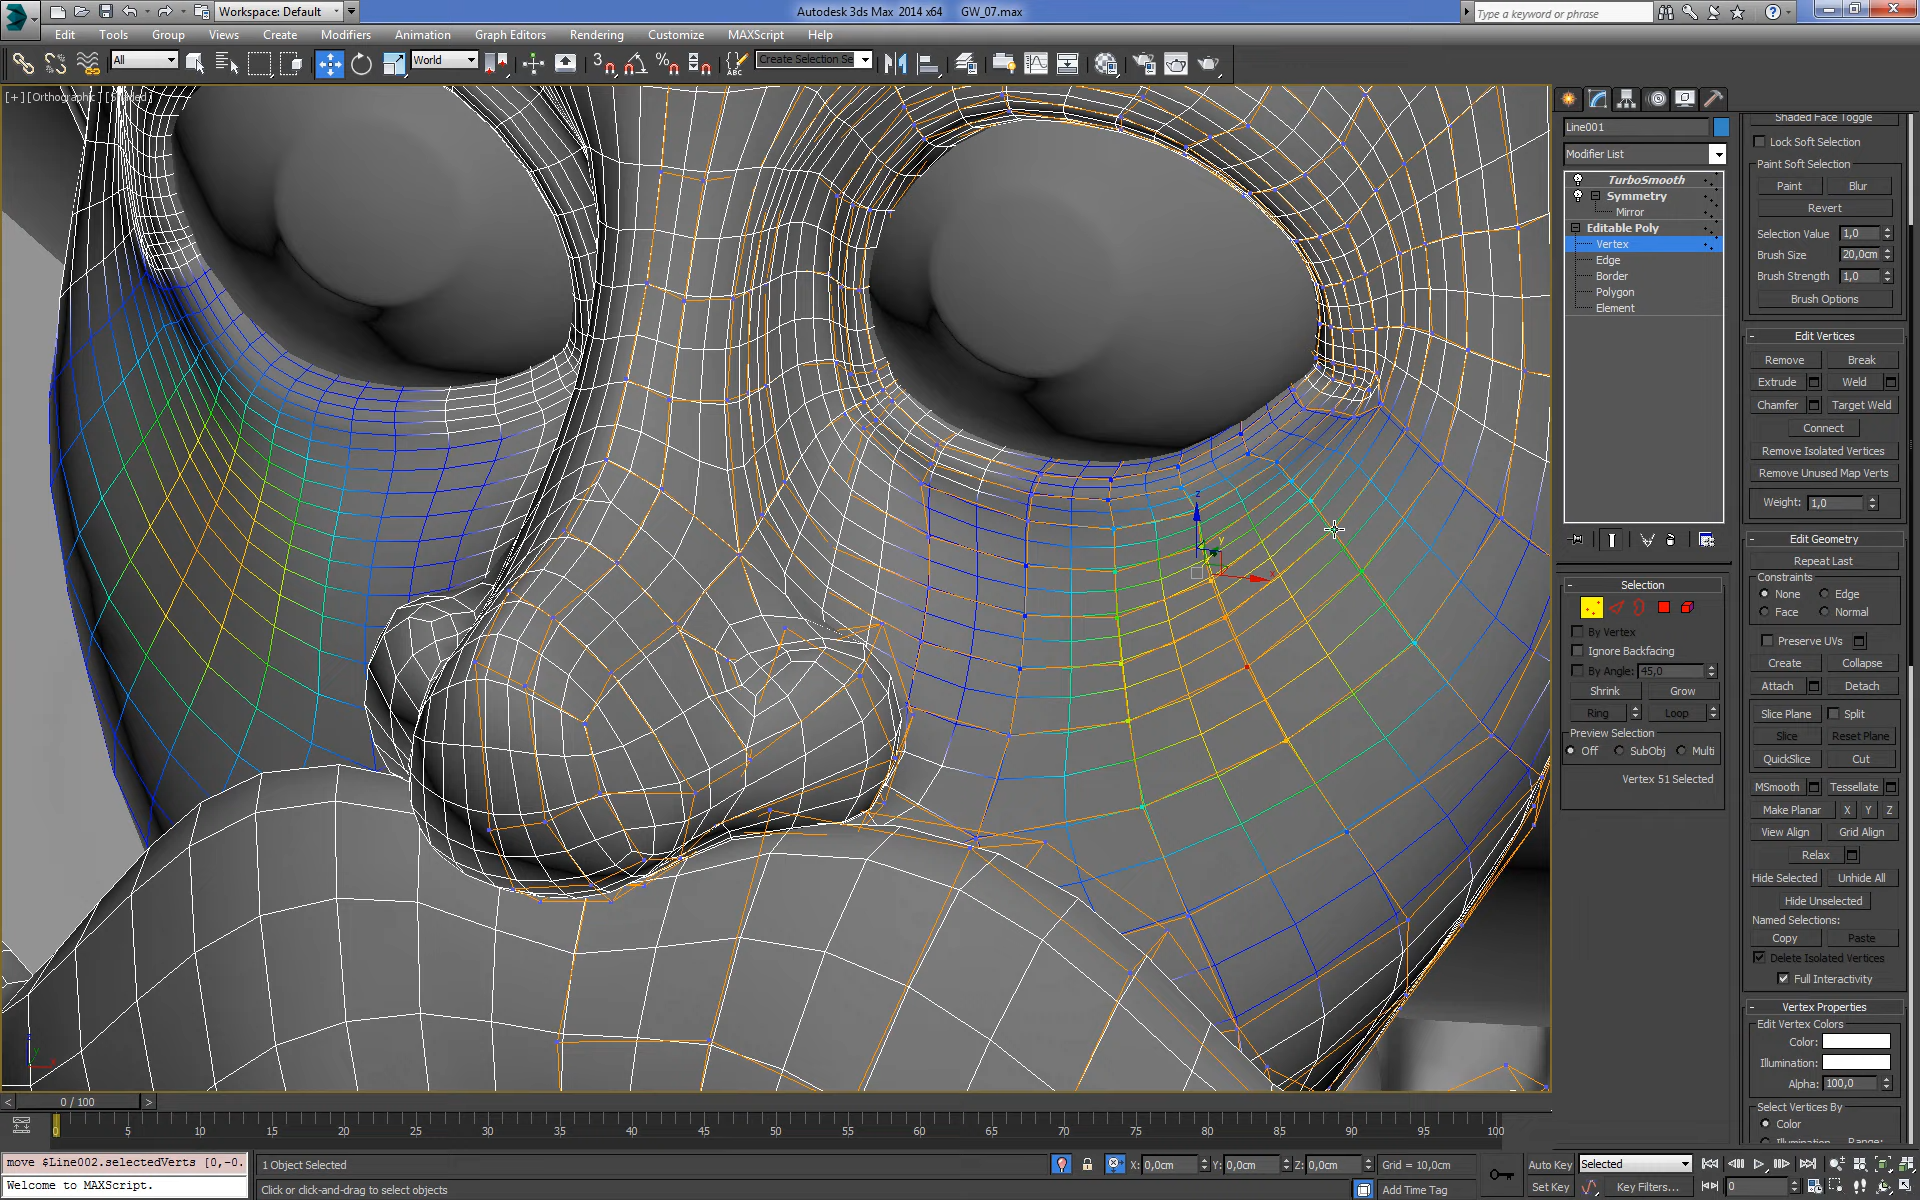 Workspace: Default
Autodesk 3ds Max 2014 x64 GW_07.max
Type a keyword or phrase
Edit Tools Group Views Create Modifiers Animation Graph Editors Rendering Customize MAXScript Help
All
World
Create Selection Se
[+] [Orthographic]
Line001
Modifier List
TurboSmooth
Symmetry
Mirror
Editable Poly
Vertex
Edge
Border
Polygon
Element
Selection
By Vertex
Ignore Backfacing
By Angle: 45,0
Shrink Grow
Ring Loop
Preview Selection
Off SubObj Multi
Vertex 51 Selected
Shaded Face Toggle
Lock Soft Selection
Paint Soft Selection
Paint Blur
Revert
Selection Value 1,0
Brush Size 20,0cm
Brush Strength 1,0
Brush Options
Edit Vertices
Remove Break
Extrude Weld
Chamfer Target Weld
Connect
Remove Isolated Vertices
Remove Unused Map Verts
Weight: 1,0
Edit Geometry
Repeat Last
Constraints
None Edge
Face Normal
Preserve UVs
Create Collapse
Attach Detach
Slice Plane Split
Slice Reset Plane
QuickSlice Cut
MSmooth Tessellate
Make Planar X Y Z
View Align Grid Align
Relax
Hide Selected Unhide All
Hide Unselected
Named Selections:
Copy Paste
Delete Isolated Vertices
Full Interactivity
Vertex Properties
Edit Vertex Colors
Color:
Illumination:
Alpha: 100,0
Select Vertices By
Color
0 / 100
0 5 10 15 20 25 30 35 40 45 50 55 60 65 70 75 80 85 90 95 100
move $Line002.selectedVerts [0,-0.
Welcome to MAXScript.
1 Object Selected
Click or click-and-drag to select objects
X: 0,0cm Y: 0,0cm Z: 0,0cm
Grid = 10,0cm
Add Time Tag
Auto Key Selected
Set Key Key Filters...
0